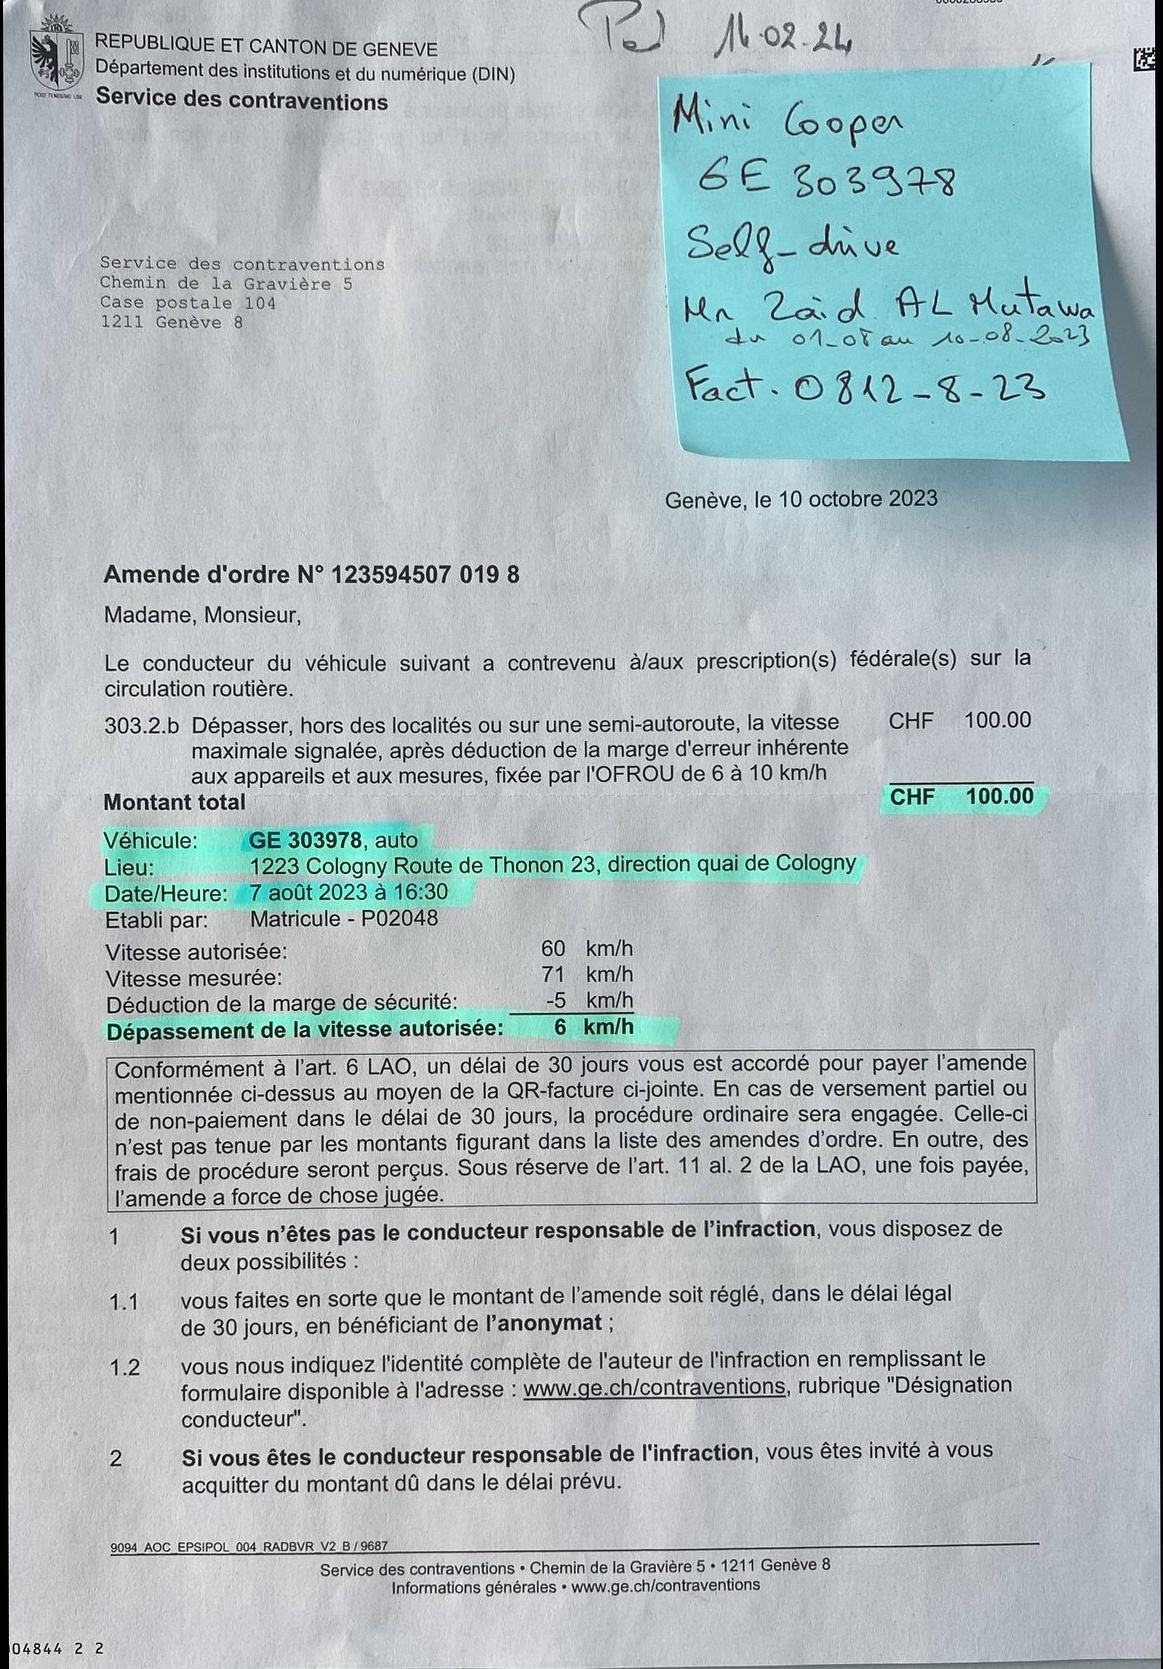 Pd 14.02.24
REPUBLIQUE ET CANTON DE GENEVE
Département des institutions et du numérique (DIN)
Service des contraventions
POST TENEBRAS LUX
Mini Cooper
GE 303978
Self-drive
Mr Zaid AL Mutawa
du 01-08 au 10-08-2023
Fact. 0812-8-23
Service des contraventions
Chemin de la Gravière 5
Case postale 104
1211 Genève 8
Genève, le 10 octobre 2023
Amende d'ordre N° 123594507 019 8
Madame, Monsieur,
Le conducteur du véhicule suivant a contrevenu à/aux prescription(s) fédérale(s) sur la
circulation routière.
303.2.b Dépasser, hors des localités ou sur une semi-autoroute, la vitesse CHF 100.00
maximale signalée, après déduction de la marge d'erreur inhérente
aux appareils et aux mesures, fixée par l'OFROU de 6 à 10 km/h
Montant total CHF 100.00
Véhicule: GE 303978, auto
Lieu: 1223 Cologny Route de Thonon 23, direction quai de Cologny
Date/Heure: 7 août 2023 à 16:30
Etabli par: Matricule - P02048
Vitesse autorisée: 60 km/h
Vitesse mesurée: 71 km/h
Déduction de la marge de sécurité: -5 km/h
Dépassement de la vitesse autorisée: 6 km/h
Conformément à l'art. 6 LAO, un délai de 30 jours vous est accordé pour payer l'amende
mentionnée ci-dessus au moyen de la QR-facture ci-jointe. En cas de versement partiel ou
de non-paiement dans le délai de 30 jours, la procédure ordinaire sera engagée. Celle-ci
n'est pas tenue par les montants figurant dans la liste des amendes d'ordre. En outre, des
frais de procédure seront perçus. Sous réserve de l'art. 11 al. 2 de la LAO, une fois payée,
l'amende a force de chose jugée.
1 Si vous n'êtes pas le conducteur responsable de l'infraction, vous disposez de
deux possibilités :
1.1 vous faites en sorte que le montant de l'amende soit réglé, dans le délai légal
de 30 jours, en bénéficiant de l'anonymat ;
1.2 vous nous indiquez l'identité complète de l'auteur de l'infraction en remplissant le
formulaire disponible à l'adresse : www.ge.ch/contraventions, rubrique "Désignation
conducteur".
2 Si vous êtes le conducteur responsable de l'infraction, vous êtes invité à vous
acquitter du montant dû dans le délai prévu.
9094_AOC_EPSIPOL_004_RADBVR_V2_B / 9687
Service des contraventions • Chemin de la Gravière 5 • 1211 Genève 8
Informations générales • www.ge.ch/contraventions
04844 2 2